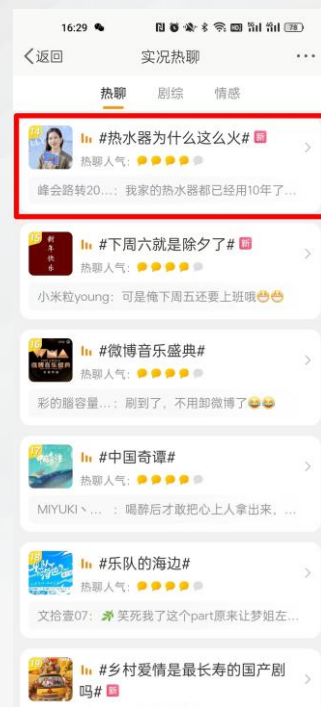 16:29
78
返回
实况热聊
热聊 剧综 情感
14
#热水器为什么这么火# 新
热聊人气:
峰会路转20...: 我家的热水器都已经用10年了...
15
新年快乐
#下周六就是除夕了# 新
热聊人气:
小米粒young: 可是俺下周五还要上班哦
16
#微博音乐盛典#
热聊人气:
彩的腦容量...: 刷到了，不用卸微博了
17
#中国奇谭#
热聊人气:
MIYUKI丶... : 喝醉后才敢把心上人拿出来，...
18
#乐队的海边#
热聊人气:
文拾壹07: 笑死我了这个part原来让梦姐左...
19
#乡村爱情是最长寿的国产剧
吗# 新